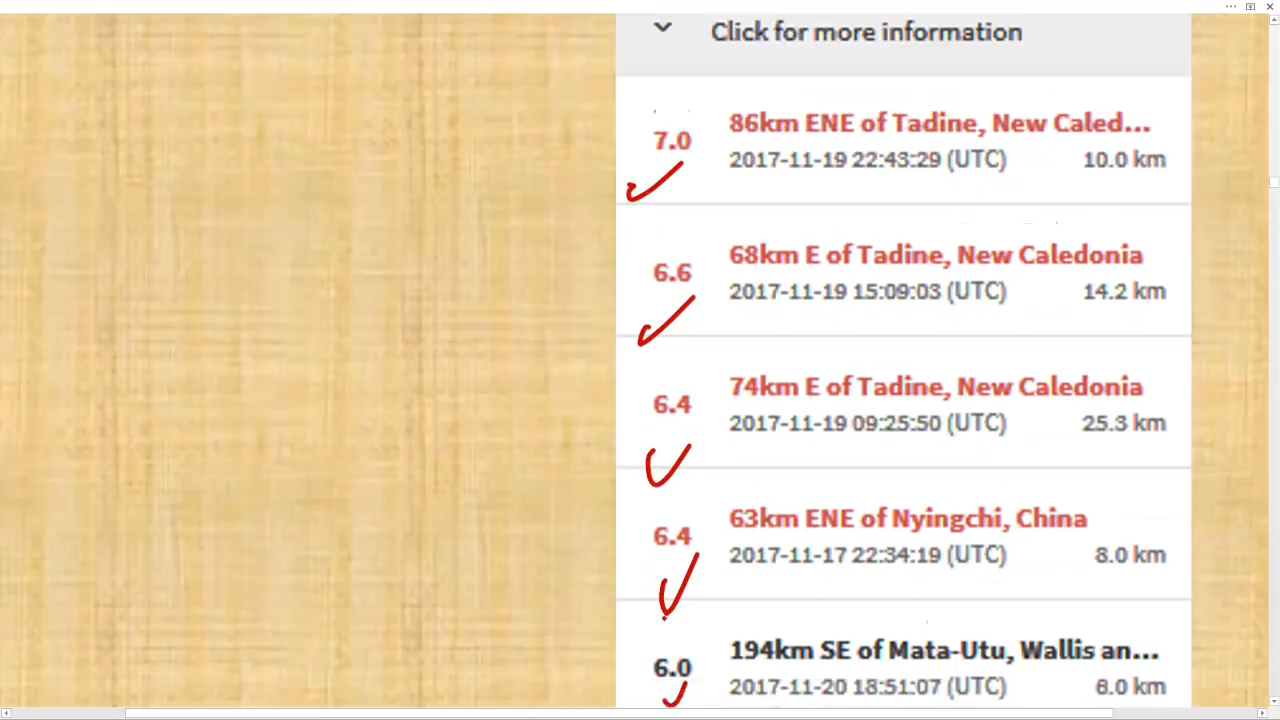 Click for more information
7.0
86km ENE of Tadine, New Caled...
2017-11-19 22:43:29 (UTC) 10.0 km
6.6
68km E of Tadine, New Caledonia
2017-11-19 15:09:03 (UTC) 14.2 km
6.4
74km E of Tadine, New Caledonia
2017-11-19 09:25:50 (UTC) 25.3 km
6.4
63km ENE of Nyingchi, China
2017-11-17 22:34:19 (UTC) 8.0 km
6.0
194km SE of Mata-Utu, Wallis an...
2017-11-20 18:51:07 (UTC) 6.0 km